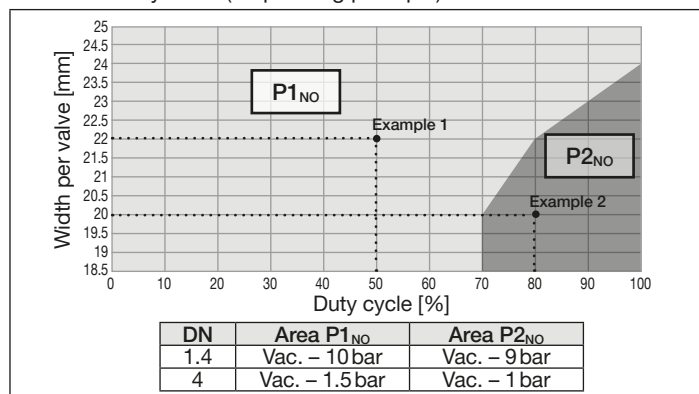 Width per valve [mm]
25
24.5
24
23.5
23
22.5
22
21.5
21
20.5
20
19.5
19
18.5
P1NO
Example 1
P2NO
Example 2
0 10 20 30 40 50 60 70 80 90 100
Duty cycle [%]
DN Area P1NO Area P2NO
1.4 Vac. – 10 bar Vac. – 9 bar
4 Vac. – 1.5 bar Vac. – 1 bar